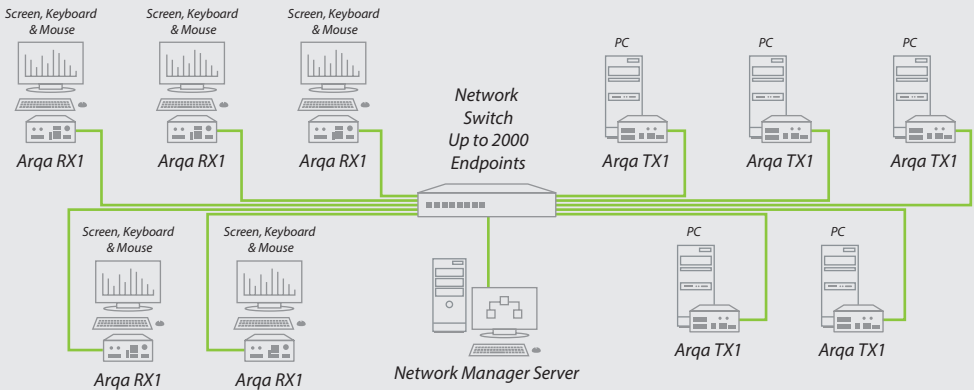 Screen, Keyboard
& Mouse
Screen, Keyboard
& Mouse
Screen, Keyboard
& Mouse
PC
PC
PC
Network
Switch
Up to 2000
Endpoints
Arqa RX1
Arqa RX1
Arqa RX1
Arqa TX1
Arqa TX1
Arqa TX1
Screen, Keyboard
& Mouse
Screen, Keyboard
& Mouse
PC
PC
Arqa RX1
Arqa RX1
Network Manager Server
Arqa TX1
Arqa TX1